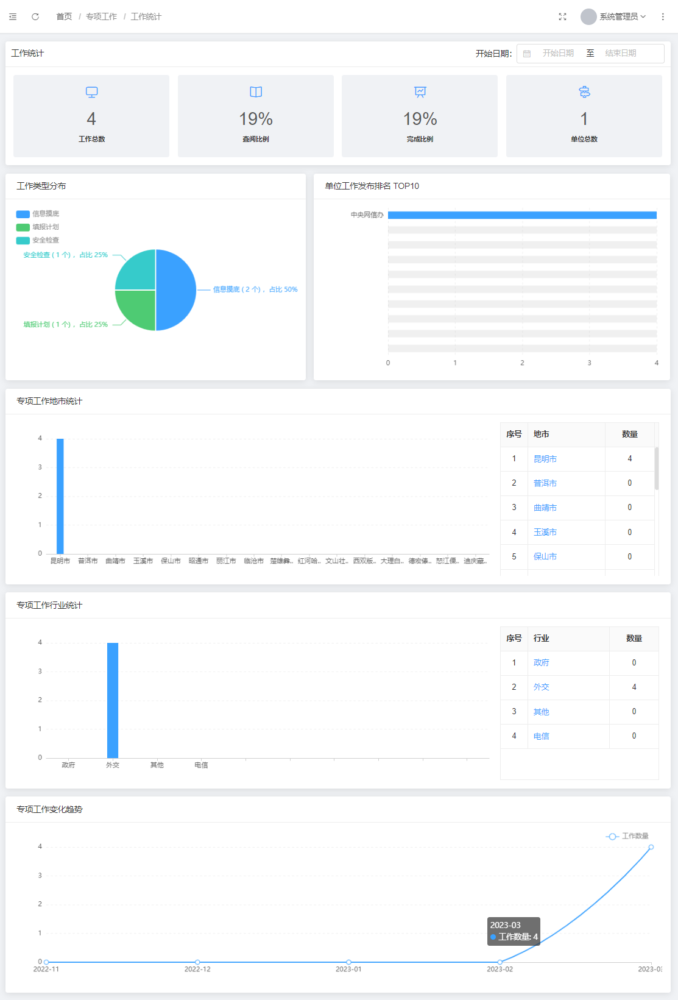 首页 / 专项工作 / 工作统计
系统管理员
工作统计
开始日期: 开始日期 至 结束日期
4
工作总数
19%
查阅比例
19%
完成比例
1
单位总数
工作类型分布
信息摸底
填报计划
安全检查
安全检查 ( 1 个) ，占比 25%
信息摸底 ( 2 个) ，占比 50%
填报计划 ( 1 个) ，占比 25%
单位工作发布排名 TOP10
中央网信办
0 1 2 3 4
专项工作地市统计
4
3
2
1
0
昆明市 普洱市 曲靖市 玉溪市 保山市 昭通市 丽江市 临沧市 楚雄彝.. 红河哈.. 文山壮.. 西双版.. 大理白.. 德宏傣.. 怒江傈.. 迪庆藏..
序号 地市 数量
1 昆明市 4
2 普洱市 0
3 曲靖市 0
4 玉溪市 0
5 保山市 0
专项工作行业统计
4
3
2
1
0
政府 外交 其他 电信
序号 行业 数量
1 政府 0
2 外交 4
3 其他 0
4 电信 0
专项工作变化趋势
工作数量
4
3
2
1
0
2023-03
工作数量: 4
2022-11 2022-12 2023-01 2023-02 2023-03